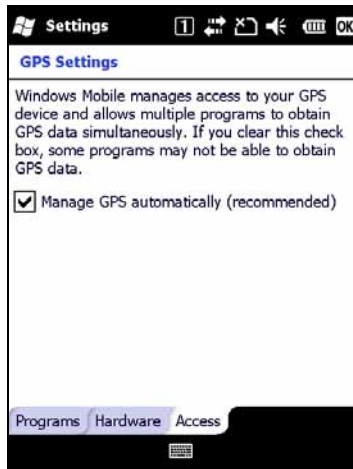 Settings
1
OK
GPS Settings
Windows Mobile manages access to your GPS
device and allows multiple programs to obtain
GPS data simultaneously. If you clear this check
box, some programs may not be able to obtain
GPS data.
Manage GPS automatically (recommended)
Programs Hardware Access